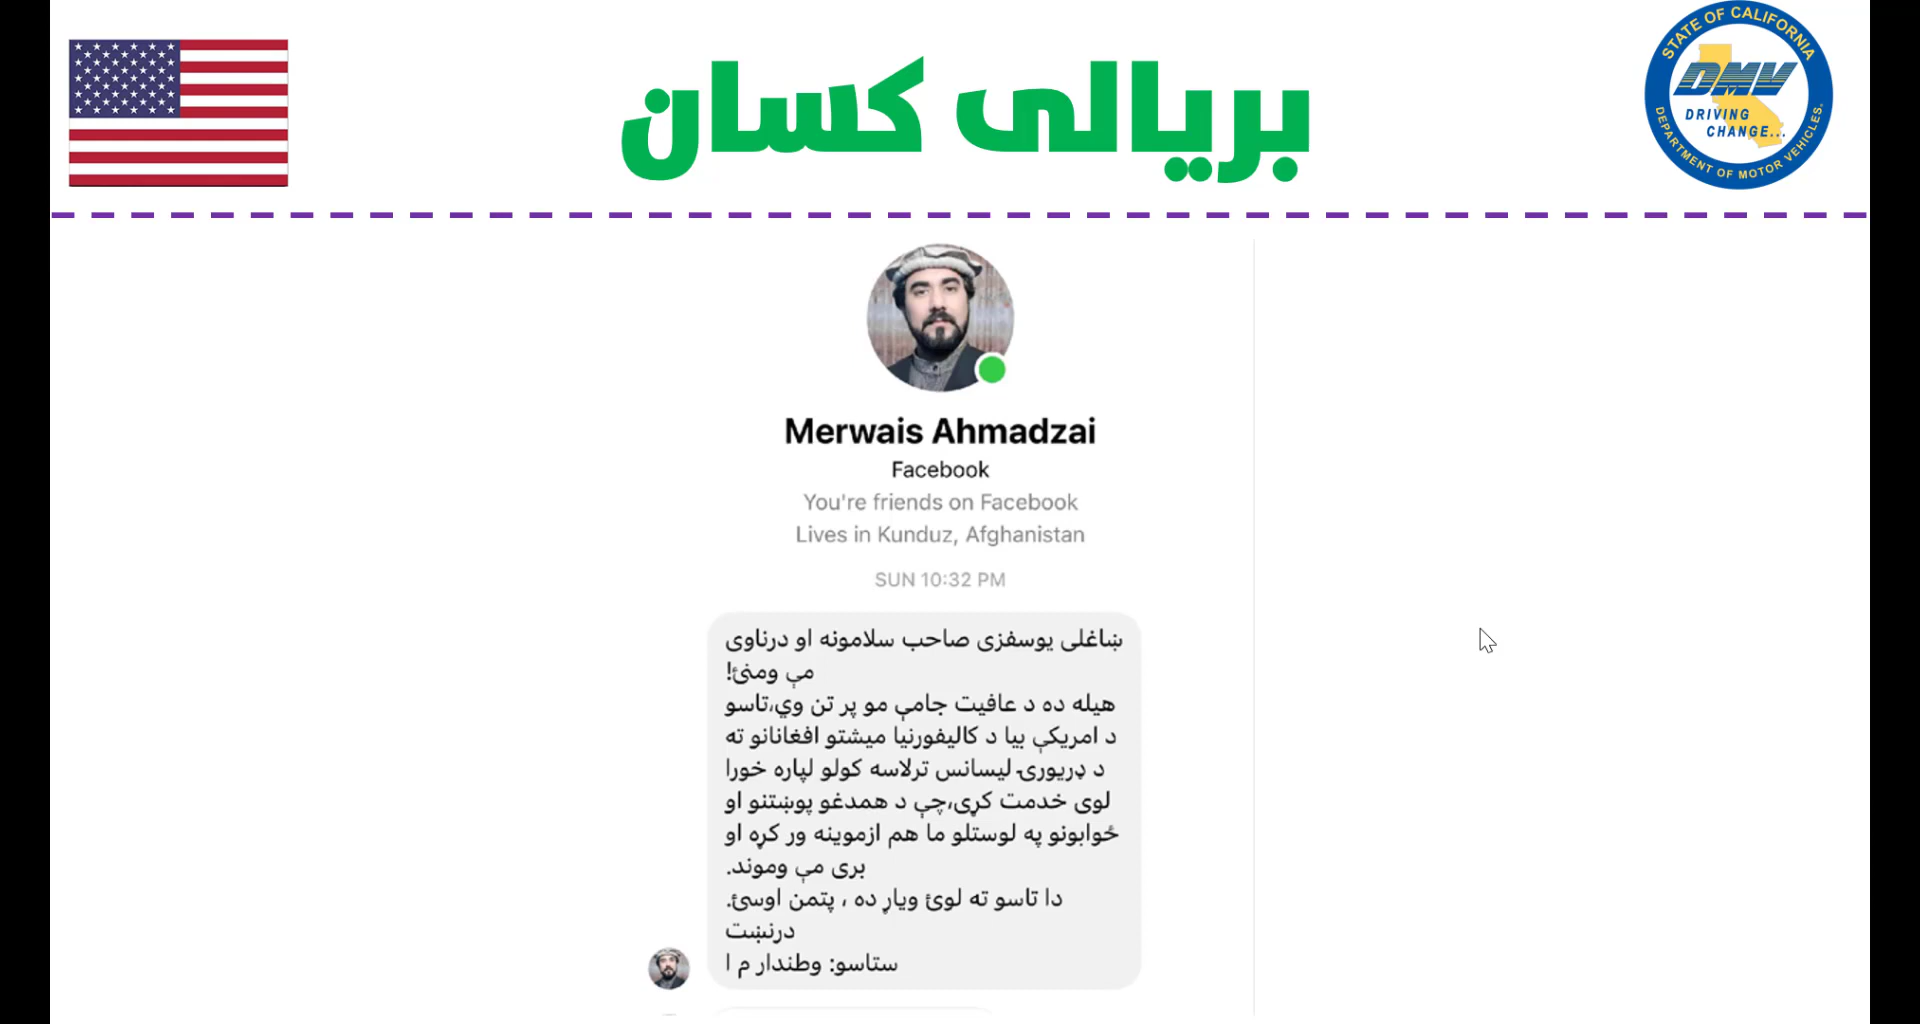 بریالی کسان
STATE OF CALIFORNIA
DMV
DRIVING
CHANGE...
DEPARTMENT OF MOTOR VEHICLES
Merwais Ahmadzai
Facebook
You're friends on Facebook
Lives in Kunduz, Afghanistan
SUN 10:32 PM
ښاغلی یوسفزی صاحب سلامونه او درناوی
مې ومنئ!
هیله ده د عافیت جامې مو پر تن وي،تاسو
د امریکې بیا د کالیفورنیا میشتو افغانانو ته
د ډریورۍ لیسانس ترلاسه کولو لپاره خورا
لوی خدمت کړی،چې د همدغو پوښتنو او
ځوابونو په لوستلو ما هم ازموینه ور کړه او
بری مې وموند.
دا تاسو ته لوئ ویاړ ده ، پتمن اوسئ.
درنښت
ستاسو: وطندار م ا